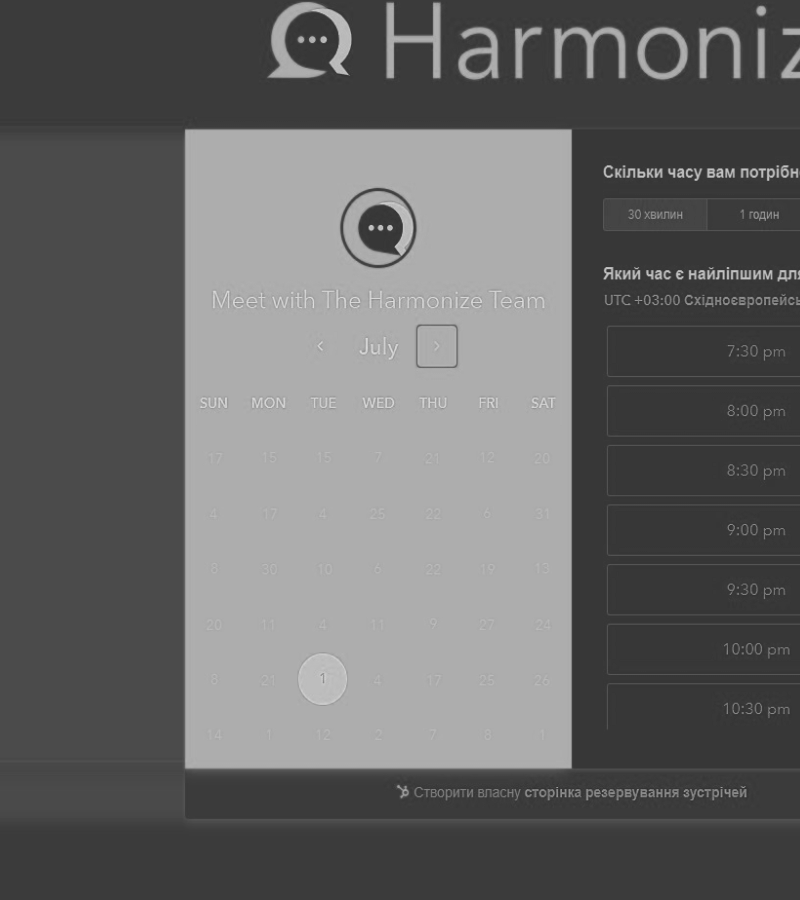 Harmoniz
Скільки часу вам потрібн
30 хвилин 1 годин
Meet with The Harmonize Team
Який час є найліпшим для
UTC +03:00 Східноєвропейсь
July
SUN MON TUE WED THU FRI SAT
17 15 15 7 21 12 20
4 17 4 25 22 6 31
8 30 10 6 22 19 13
20 11 4 11 9 27 24
8 21 1 4 17 25 26
14 1 12 2 7 8 1
7:30 pm
8:00 pm
8:30 pm
9:00 pm
9:30 pm
10:00 pm
10:30 pm
Створити власну сторінка резервування зустрічей